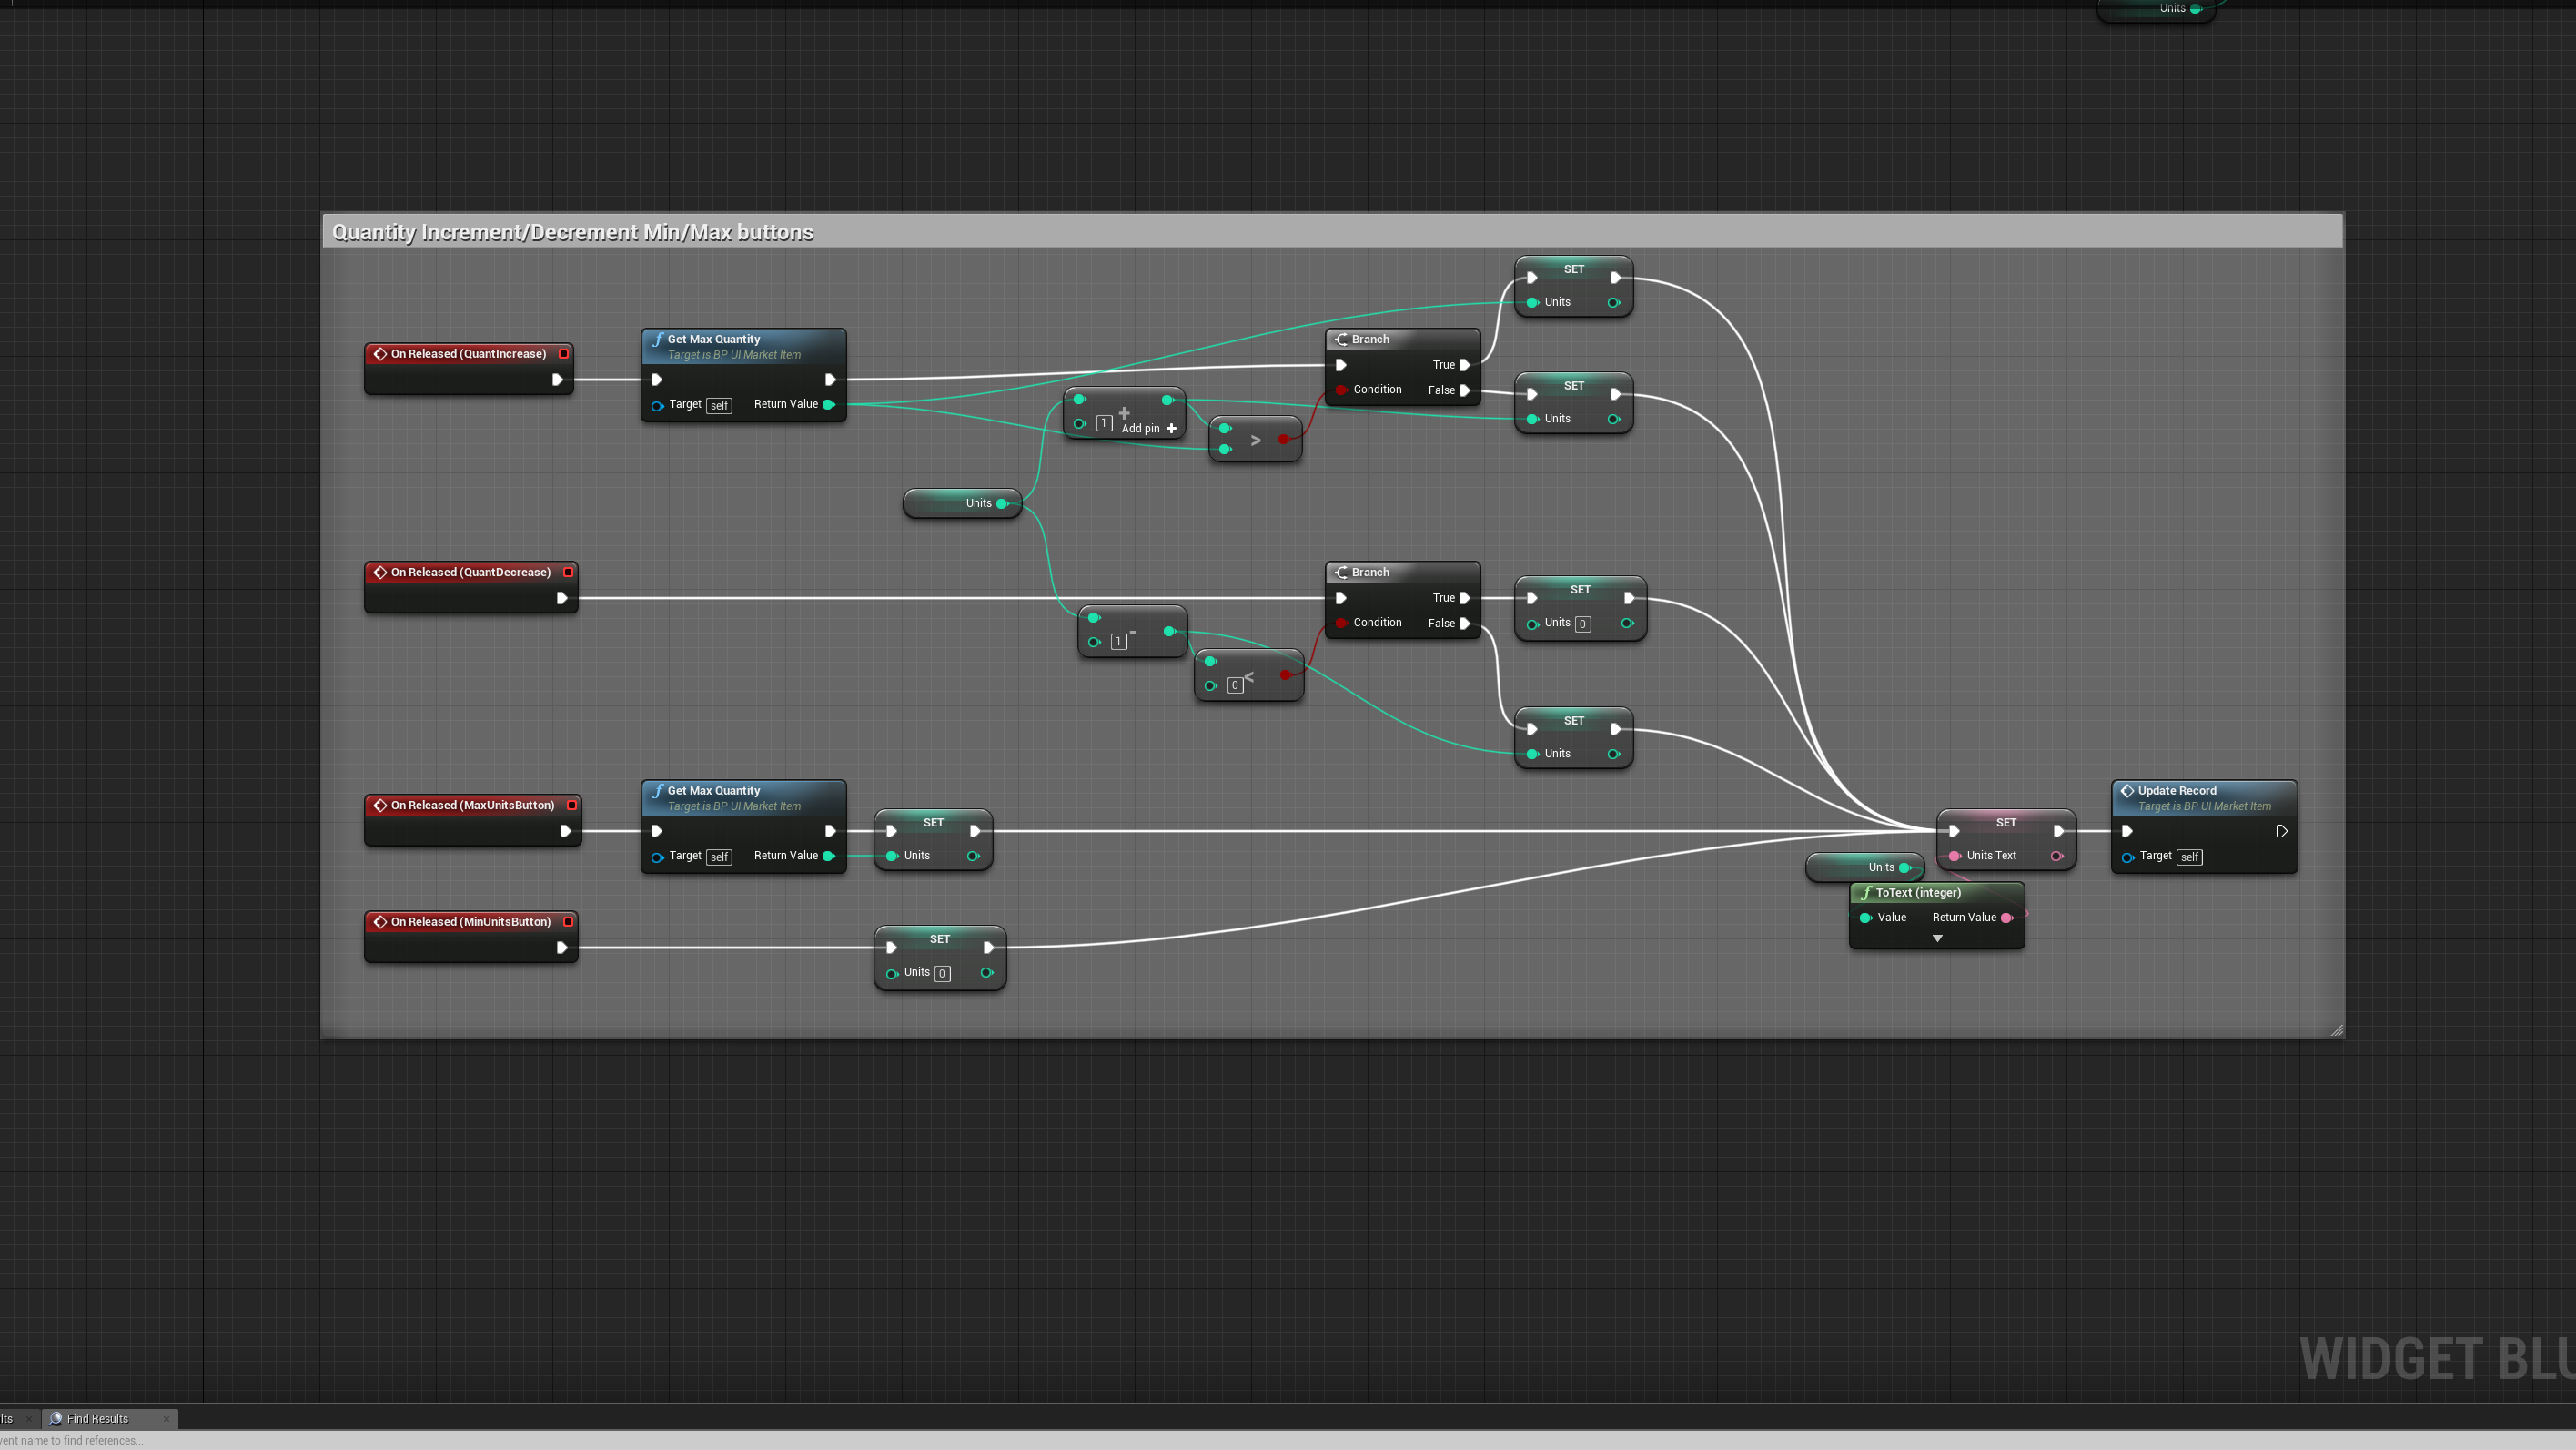 Units
Quantity Increment/Decrement Min/Max buttons
SET
Units
On Released (QuantIncrease)
f Get Max Quantity
Target is BP UI Market Item
Target self Return Value
Branch
True
Condition False
SET
Units
+
1 Add pin +
>
Units
On Released (QuantDecrease)
Branch
True
Condition False
SET
Units 0
-
1
<
0
SET
Units
On Released (MaxUnitsButton)
f Get Max Quantity
Target is BP UI Market Item
Target self Return Value
SET
Units
SET
Units Text
Update Record
Target is BP UI Market Item
Target self
Units
f ToText (integer)
Value Return Value
On Released (MinUnitsButton)
SET
Units 0
WIDGET BLU
lts × Find Results ×
vent name to find references...